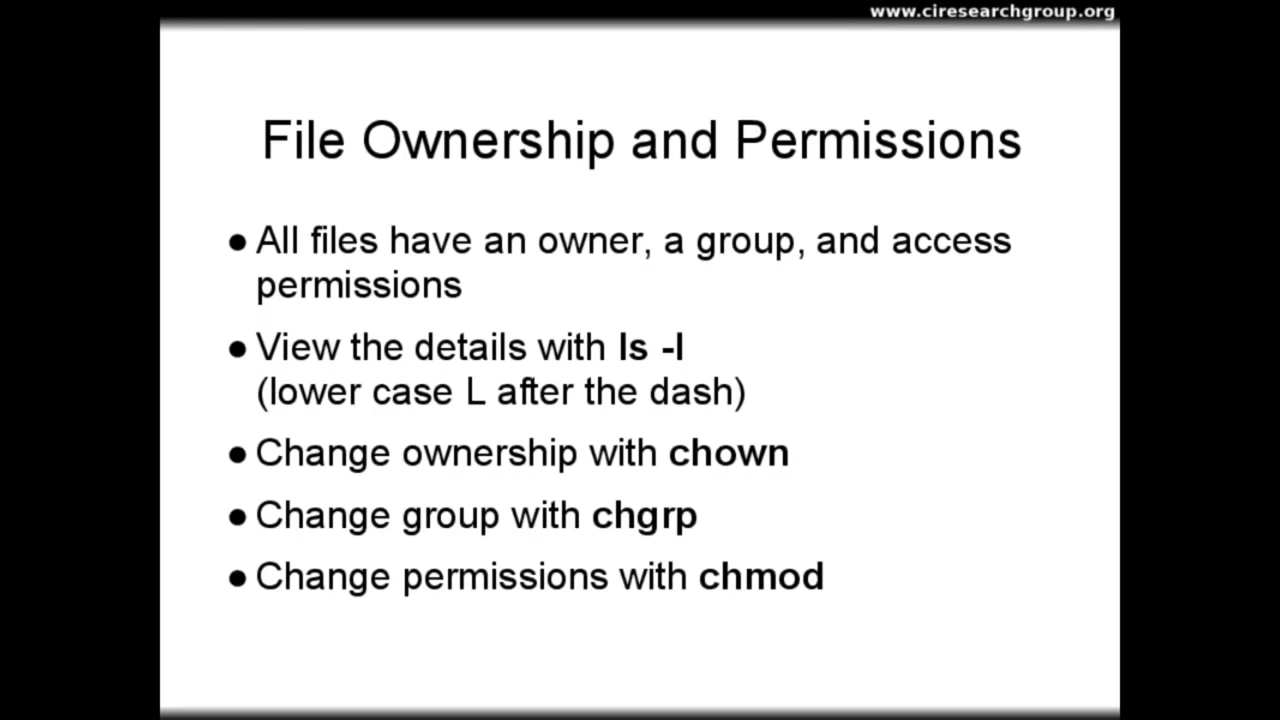 www.ciresearchgroup.org
File Ownership and Permissions
● All files have an owner, a group, and access
permissions
● View the details with ls -l
(lower case L after the dash)
● Change ownership with chown
● Change group with chgrp
● Change permissions with chmod